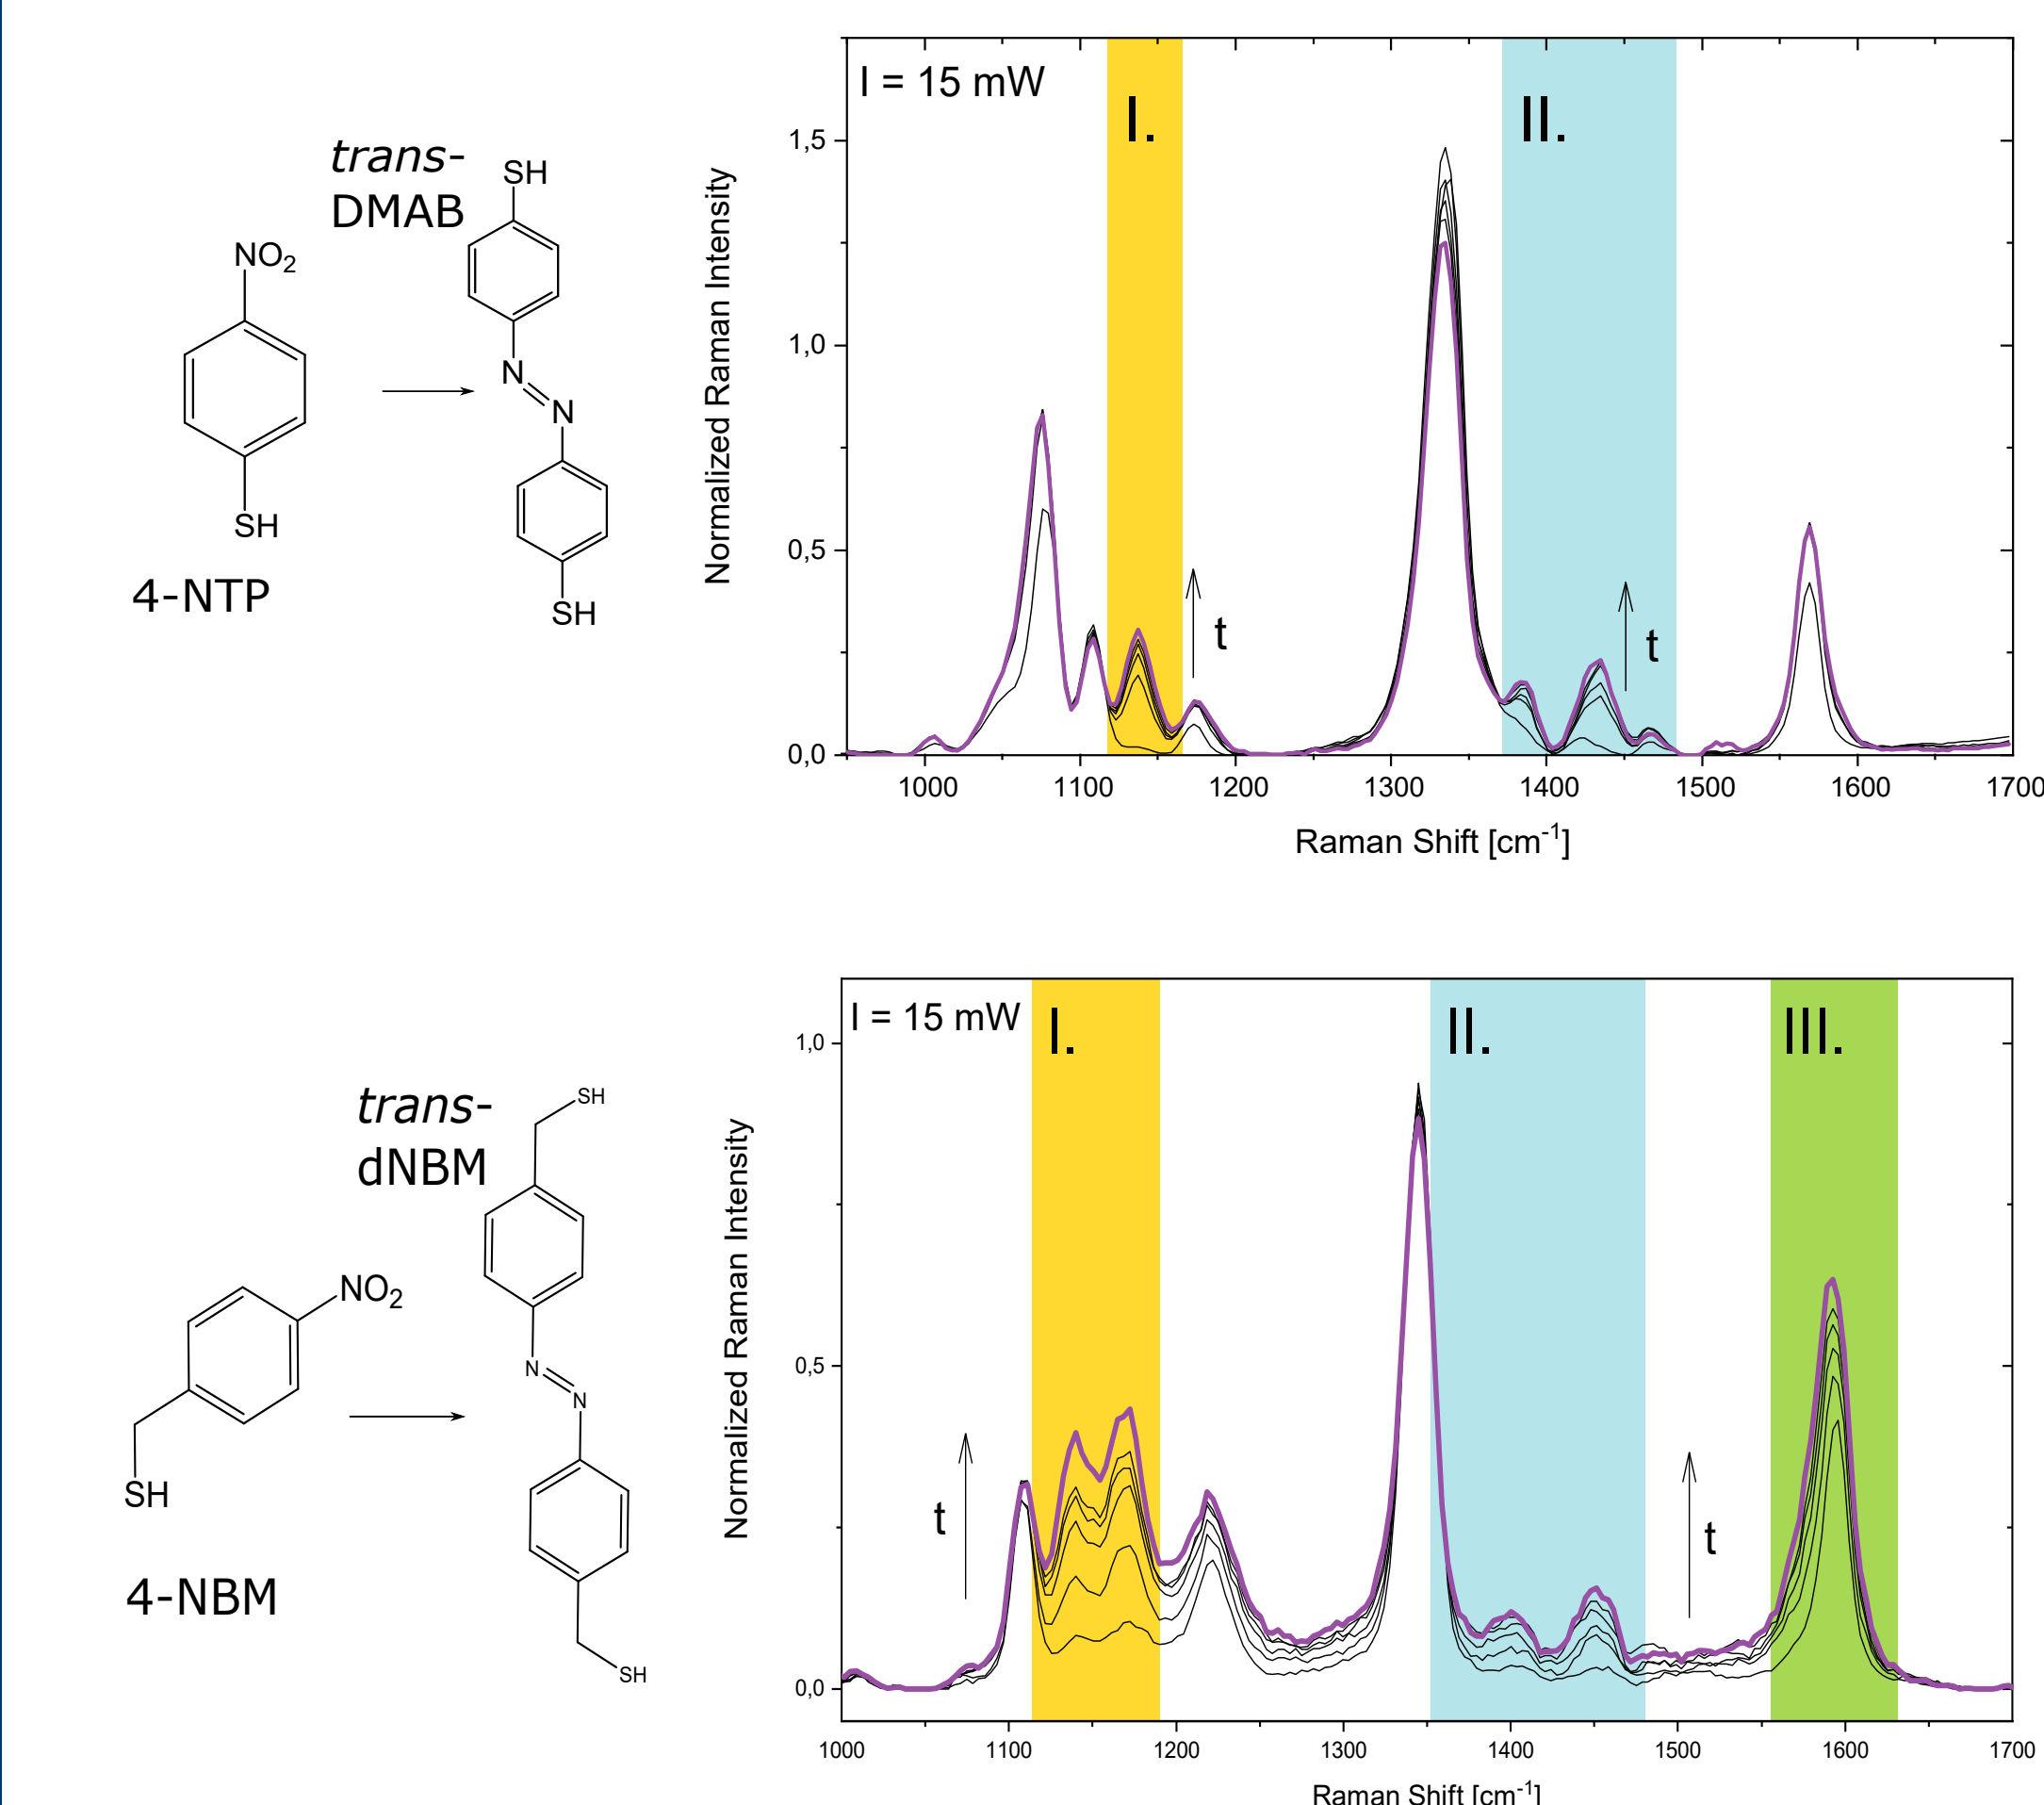 trans-
DMAB
SH
NO2
N
N
SH
SH
4-NTP
I = 15 mW
I.
II.
Normalized Raman Intensity
1,5
1,0
0,5
0,0
t
t
1000 1100 1200 1300 1400 1500 1600 1700
Raman Shift [cm-1]
trans-
dNBM
SH
NO2
N
N
SH
SH
4-NBM
I = 15 mW
I.
II.
III.
Normalized Raman Intensity
1,0
0,5
0,0
t
t
1000 1100 1200 1300 1400 1500 1600 1700
Raman Shift [cm-1]